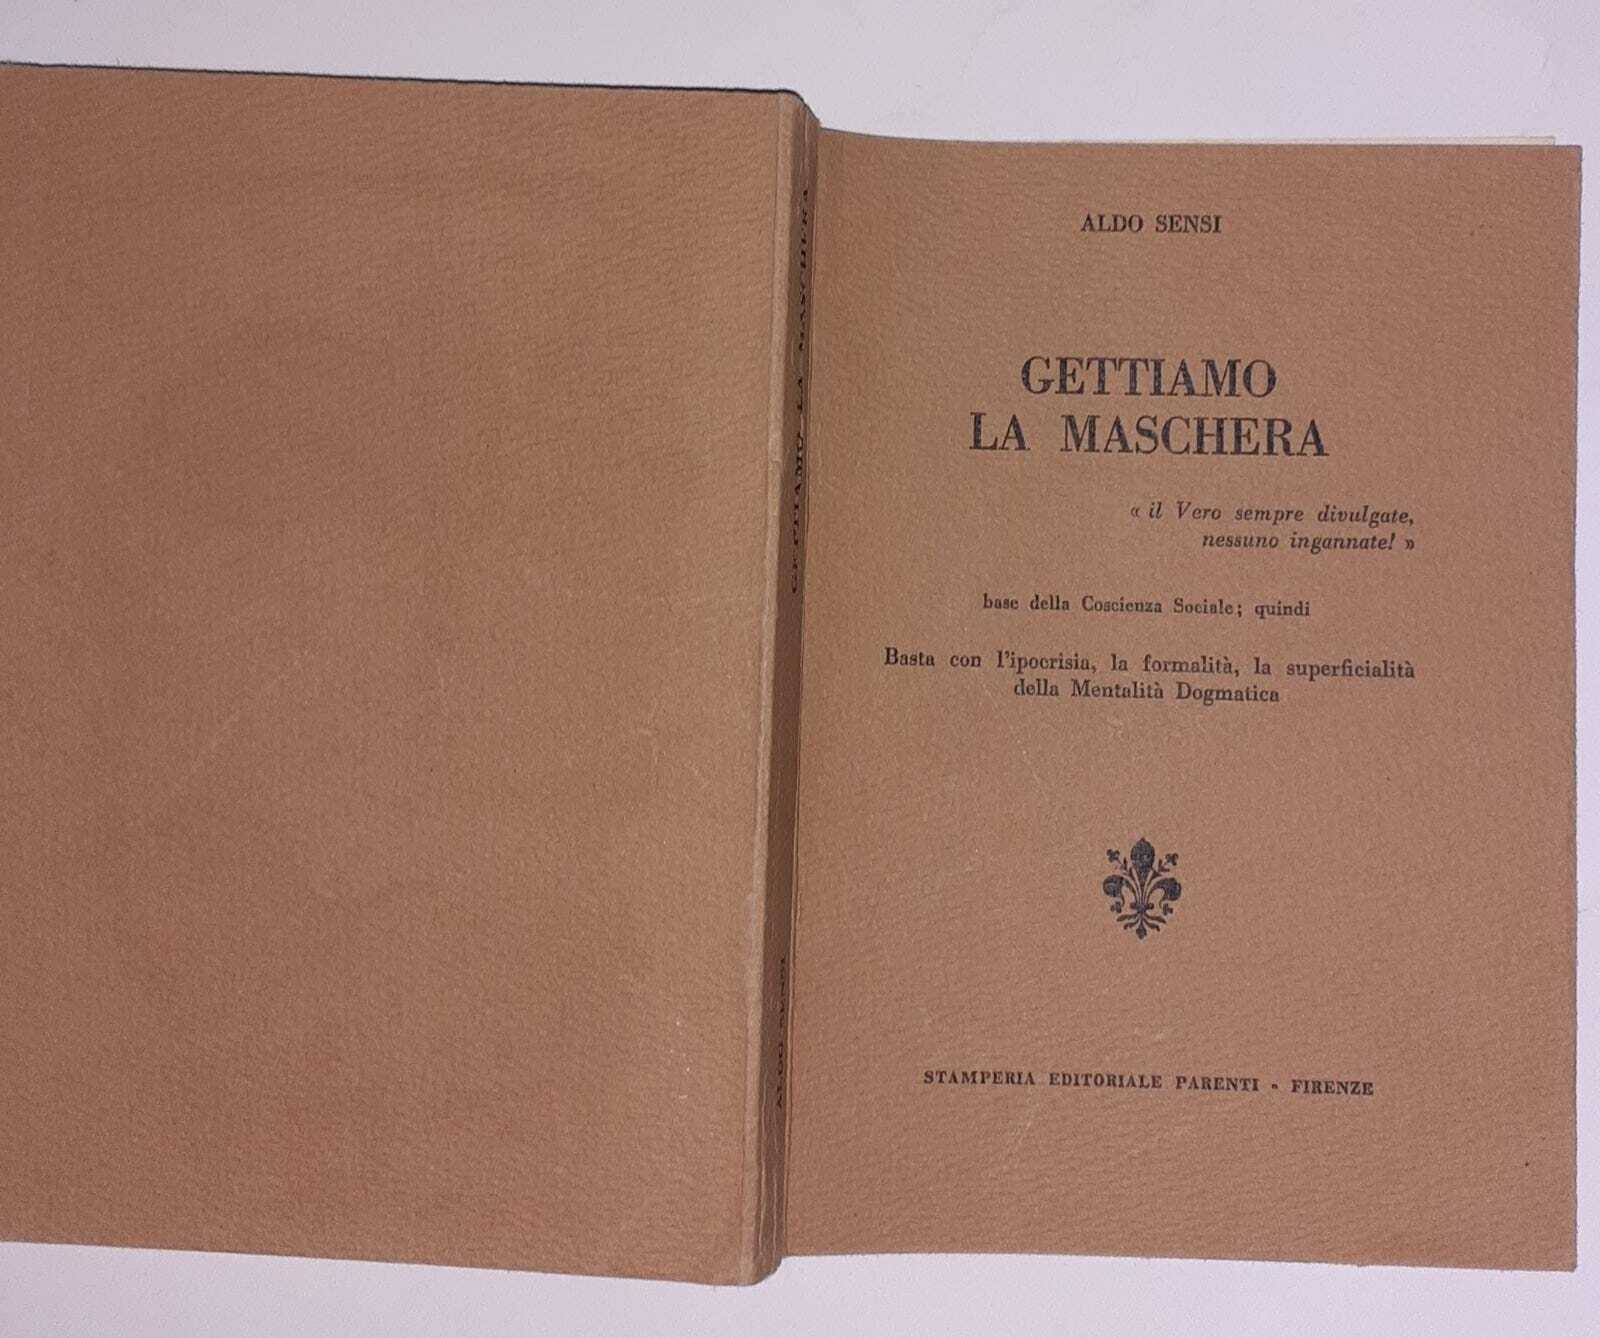 GETTIAMO LA MASCHERA
ALDO SENSI
ALDO SENSI
GETTIAMO
LA MASCHERA
« il Vero sempre divulgate,
nessuno ingannate! »
base della Coscienza Sociale; quindi
Basta con l'ipocrisia, la formalità, la superficialità
della Mentalità Dogmatica
STAMPERIA EDITORIALE PARENTI - FIRENZE